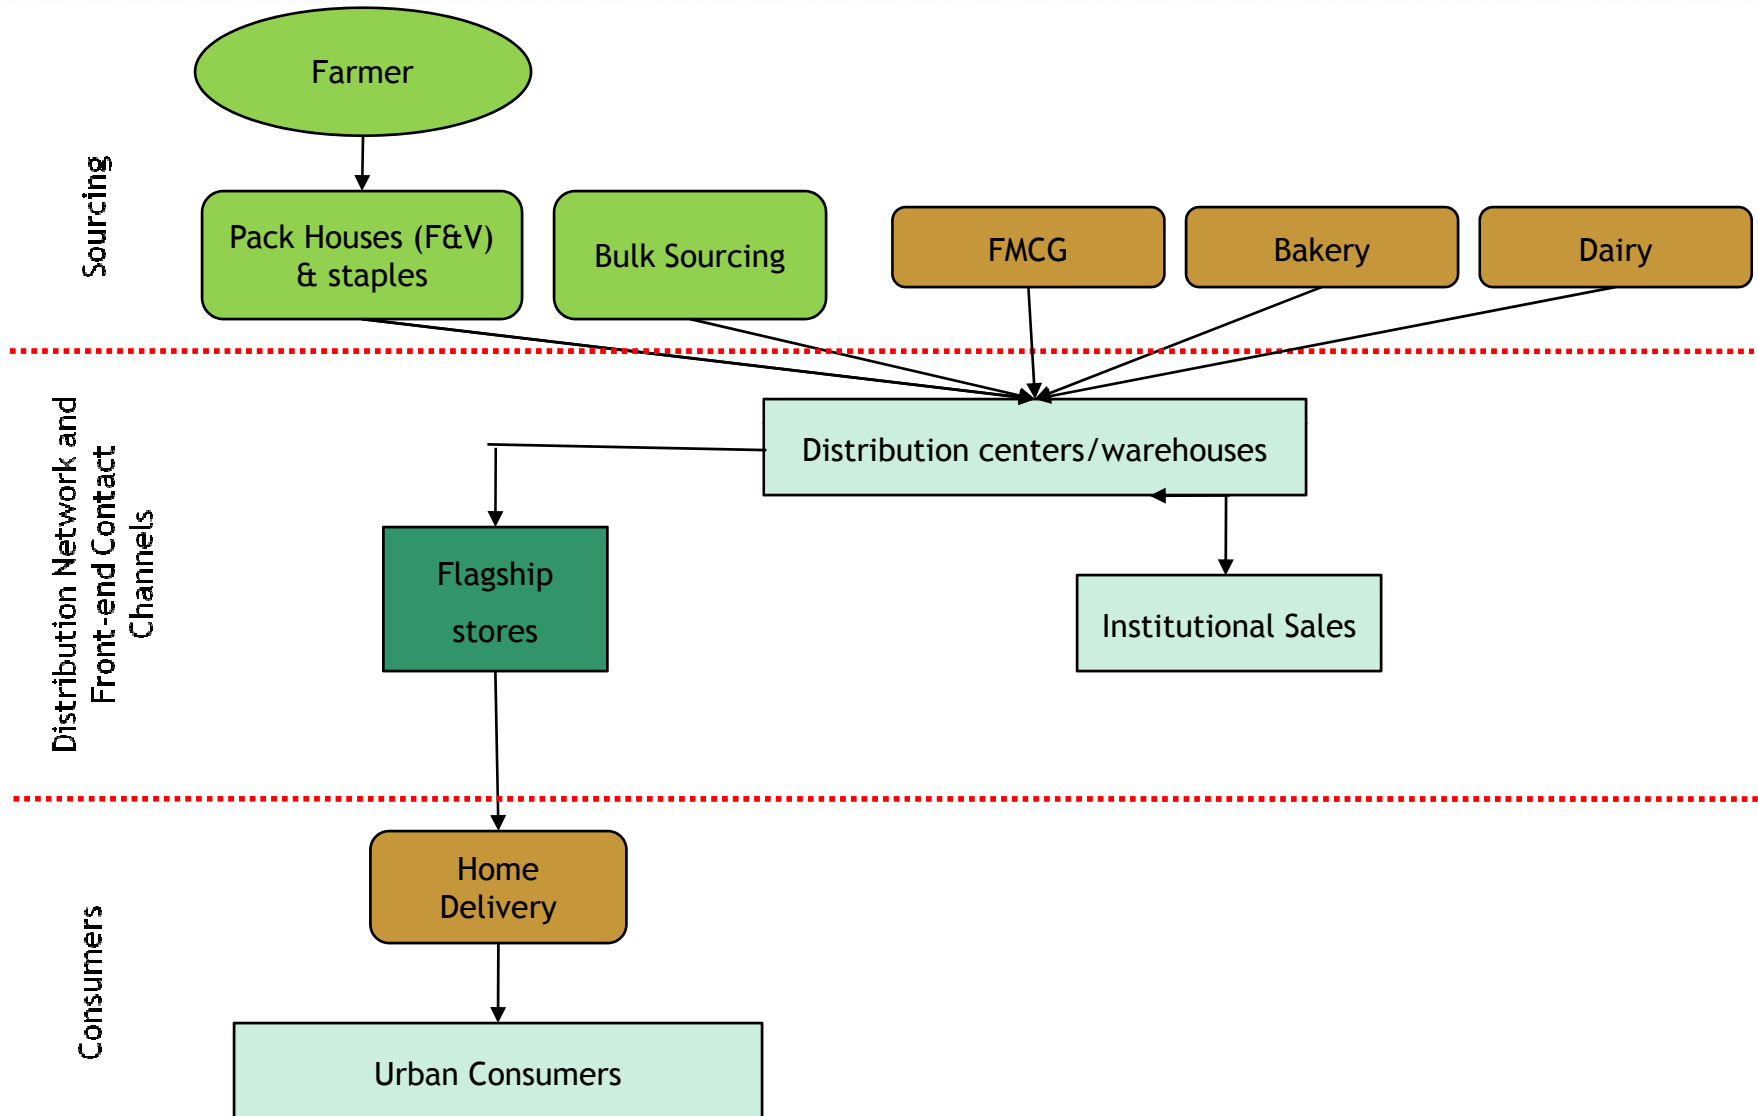 Farmer
Sourcing
Pack Houses (F&V)
& staples
Bulk Sourcing
FMCG
Bakery
Dairy
Distribution Network and
Front-end Contact
Channels
Distribution centers/warehouses
Flagship
stores
Institutional Sales
Consumers
Home
Delivery
Urban Consumers